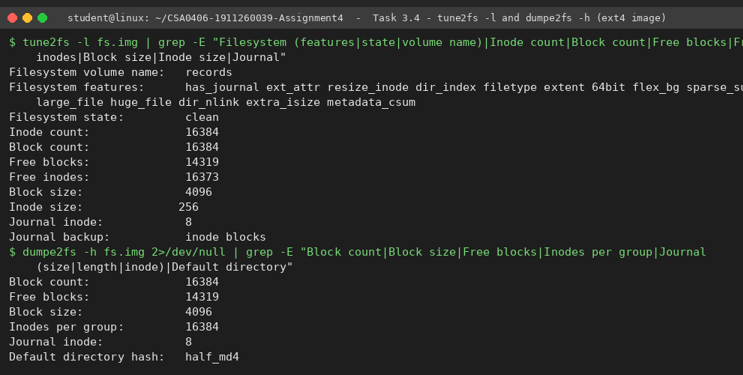 student@linux: ~/CSA0406-1911260039-Assignment4  -  Task 3.4 - tune2fs -l and dumpe2fs -h (ext4 image)
$ tune2fs -l fs.img | grep -E "Filesystem (features|state|volume name)|Inode count|Block count|Free blocks|Fr
    inodes|Block size|Inode size|Journal"
Filesystem volume name:   records
Filesystem features:      has_journal ext_attr resize_inode dir_index filetype extent 64bit flex_bg sparse_su
    large_file huge_file dir_nlink extra_isize metadata_csum
Filesystem state:         clean
Inode count:              16384
Block count:              16384
Free blocks:              14319
Free inodes:              16373
Block size:               4096
Inode size:              256
Journal inode:            8
Journal backup:           inode blocks
$ dumpe2fs -h fs.img 2>/dev/null | grep -E "Block count|Block size|Free blocks|Inodes per group|Journal
    (size|length|inode)|Default directory"
Block count:              16384
Free blocks:              14319
Block size:               4096
Inodes per group:         16384
Journal inode:            8
Default directory hash:   half_md4